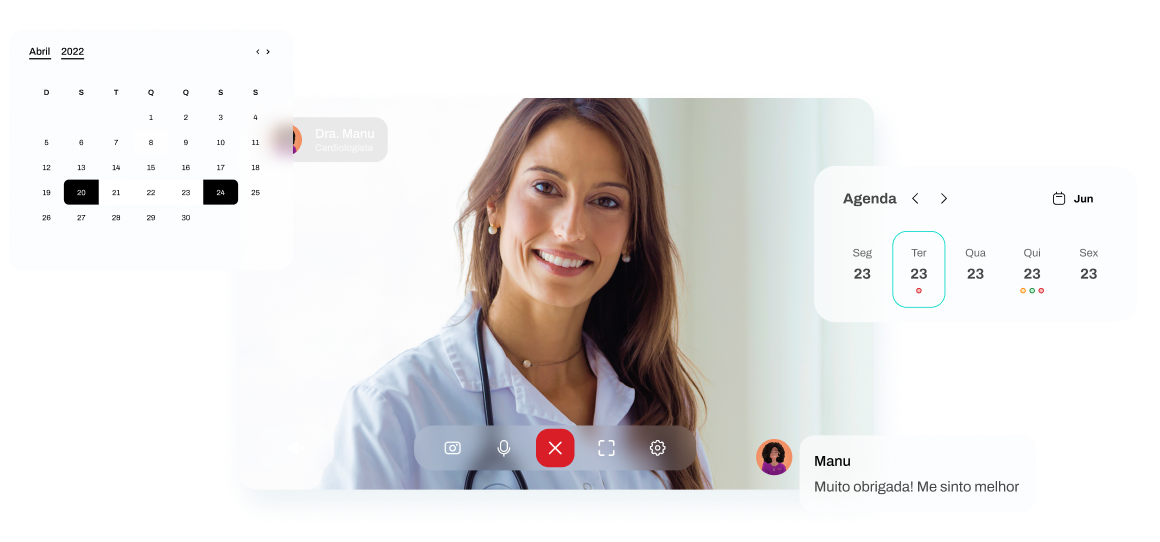 Abril 2022
D S T Q Q S S
1 2 3 4
5 6 7 8 9 10 11
12 13 14 15 16 17 18
19 20 21 22 23 24 25
26 27 28 29 30
Dra. Manu
Cardiologista
Agenda
Jun
Seg Ter Qua Qui Sex
23 23 23 23 23
Manu
Muito obrigada! Me sinto melhor